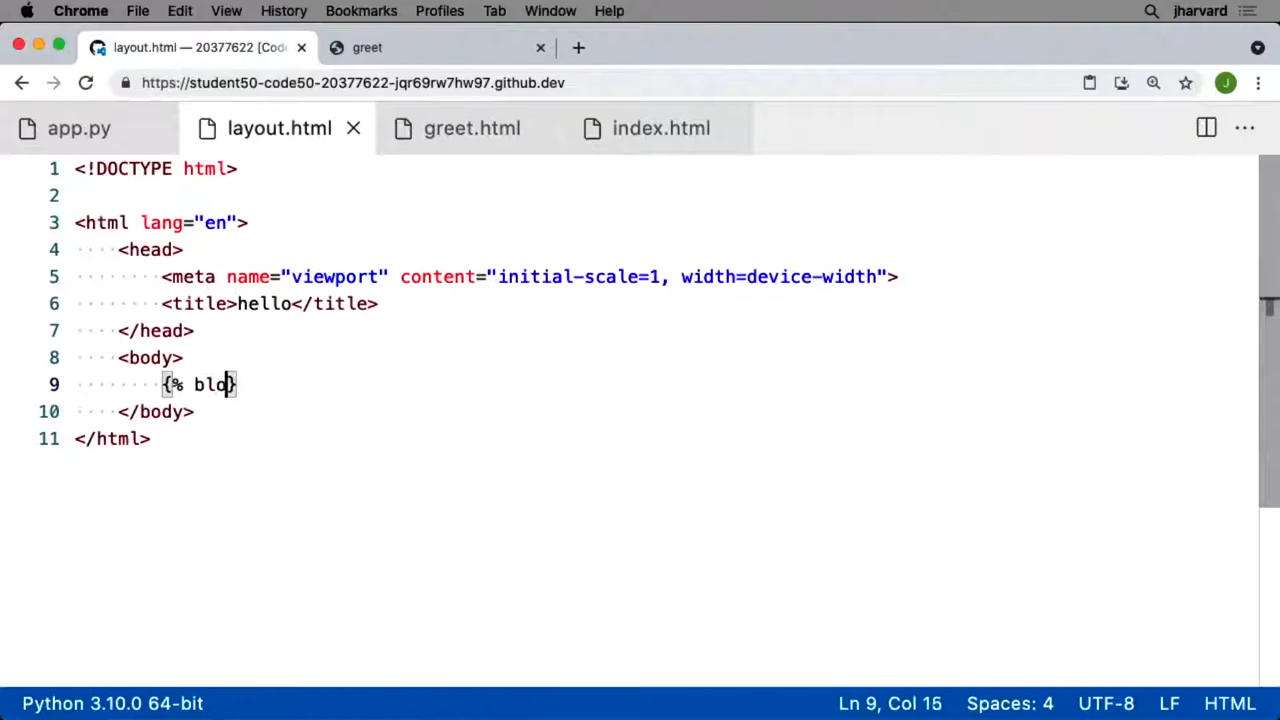 Chrome File Edit View History Bookmarks Profiles Tab Window Help jharvard
layout.html — 20377622 [Code greet
https://student50-code50-20377622-jqr69rw7hw97.github.dev J
app.py layout.html greet.html index.html
1 <!DOCTYPE html>
2
3 <html lang="en">
4 ····<head>
5 ········<meta name="viewport" content="initial-scale=1, width=device-width">
6 ········<title>hello</title>
7 ····</head>
8 ····<body>
9 ········{% blo}
10 ····</body>
11 </html>
Python 3.10.0 64-bit Ln 9, Col 15 Spaces: 4 UTF-8 LF HTML